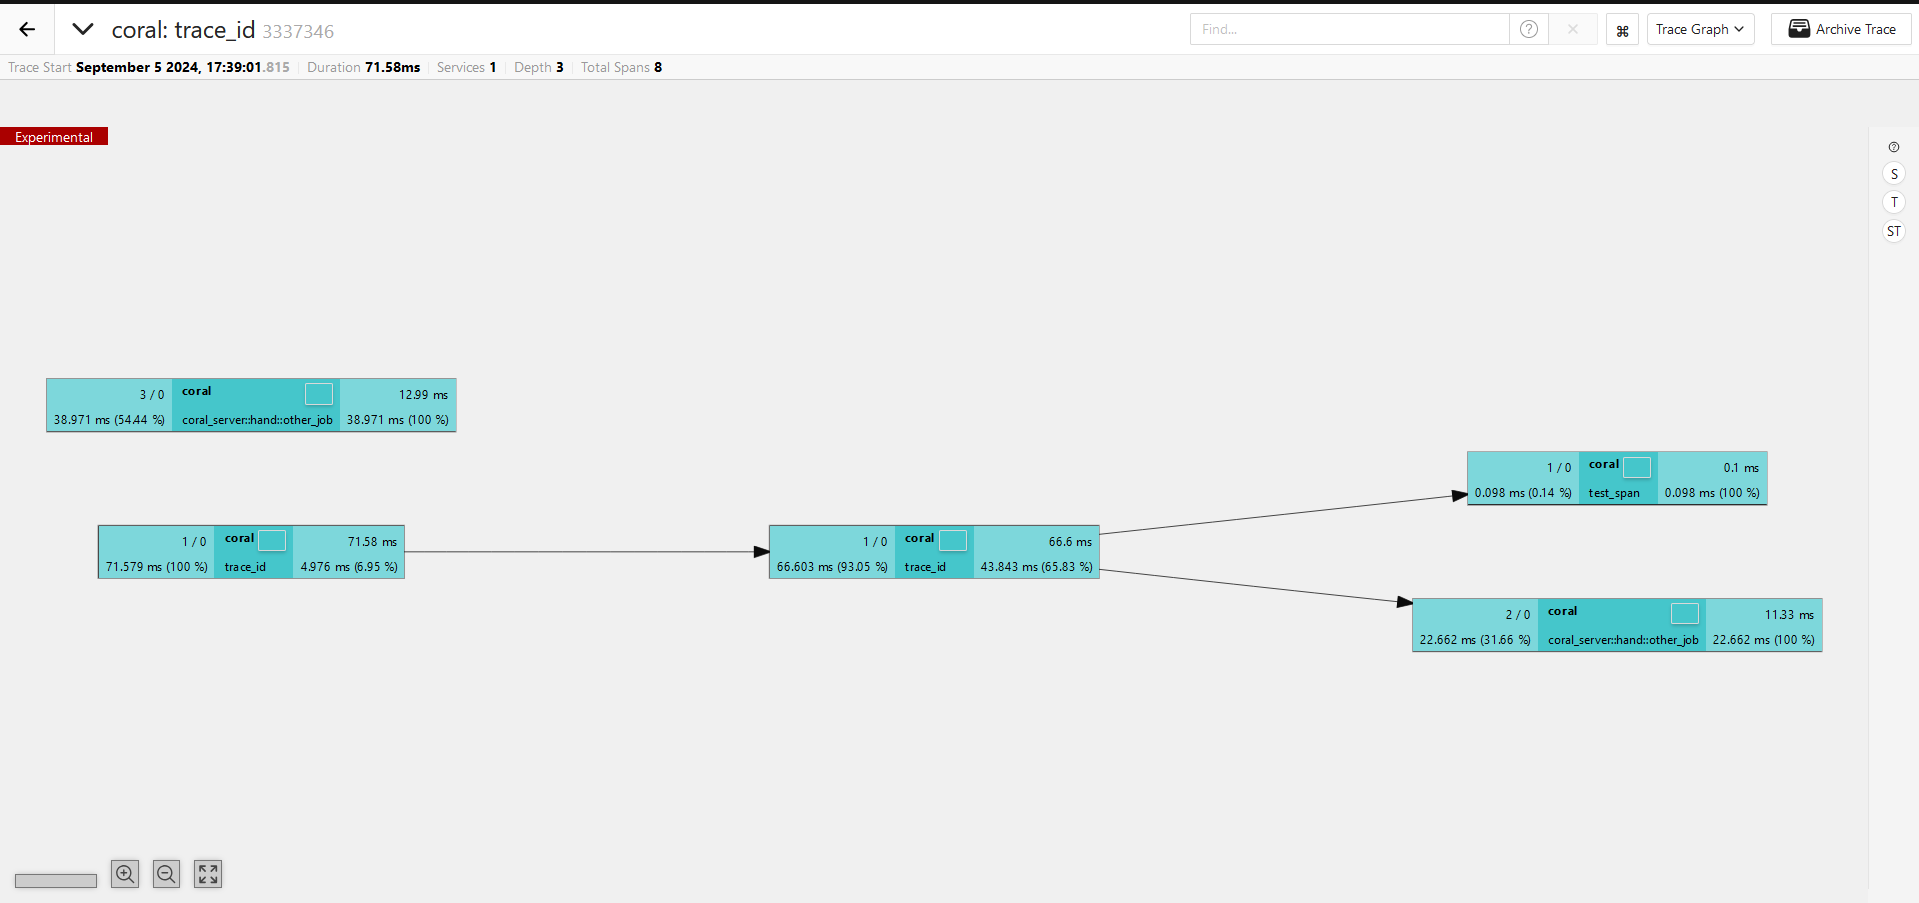 coral: trace_id 3337346
Find...
Trace Graph
Archive Trace
Trace Start September 5 2024, 17:39:01.815 Duration 71.58ms Services 1 Depth 3 Total Spans 8
Experimental
S
T
ST
3 / 0 coral 12.99 ms
38.971 ms (54.44 %) coral_server::hand::other_job 38.971 ms (100 %)
1 / 0 coral 0.1 ms
0.098 ms (0.14 %) test_span 0.098 ms (100 %)
1 / 0 coral 71.58 ms
71.579 ms (100 %) trace_id 4.976 ms (6.95 %)
1 / 0 coral 66.6 ms
66.603 ms (93.05 %) trace_id 43.843 ms (65.83 %)
2 / 0 coral 11.33 ms
22.662 ms (31.66 %) coral_server::hand::other_job 22.662 ms (100 %)